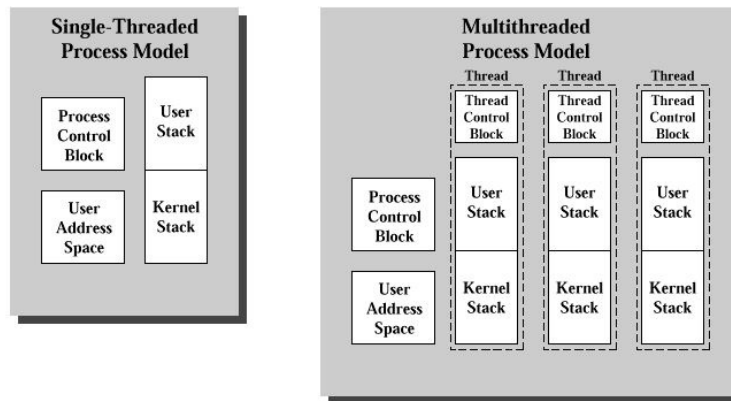 Single-Threaded
Process Model
Process
Control
Block
User
Stack
User
Address
Space
Kernel
Stack
Multithreaded
Process Model
Process
Control
Block
User
Address
Space
Thread
Thread
Control
Block
User
Stack
Kernel
Stack
Thread
Thread
Control
Block
User
Stack
Kernel
Stack
Thread
Thread
Control
Block
User
Stack
Kernel
Stack